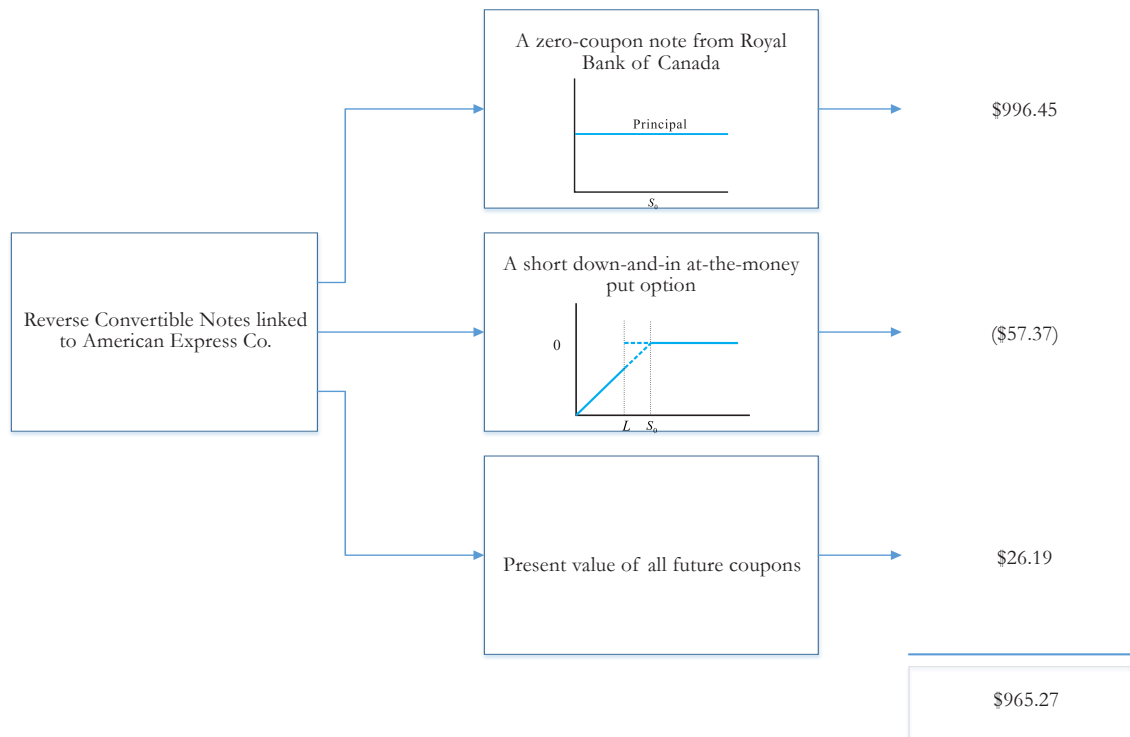 A zero-coupon note from Royal
Bank of Canada
Principal
S₀
$996.45
Reverse Convertible Notes linked
to American Express Co.
A short down-and-in at-the-money
put option
0
L S₀
($57.37)
Present value of all future coupons
$26.19
$965.27